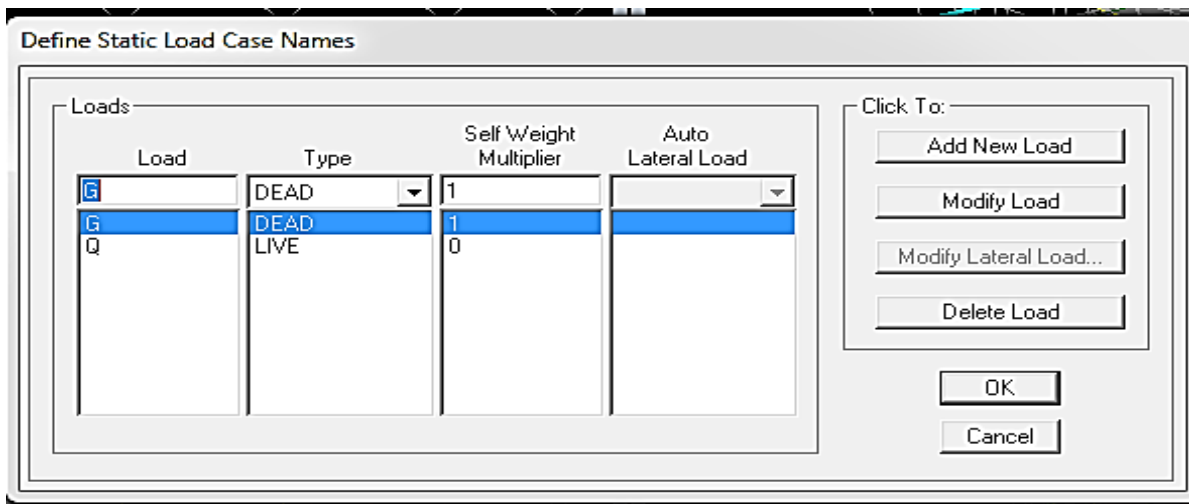 Define Static Load Case Names
Loads
Load Type Self Weight Multiplier Auto Lateral Load
G DEAD 1
G DEAD 1
Q LIVE 0
Click To:
Add New Load
Modify Load
Modify Lateral Load...
Delete Load
OK
Cancel